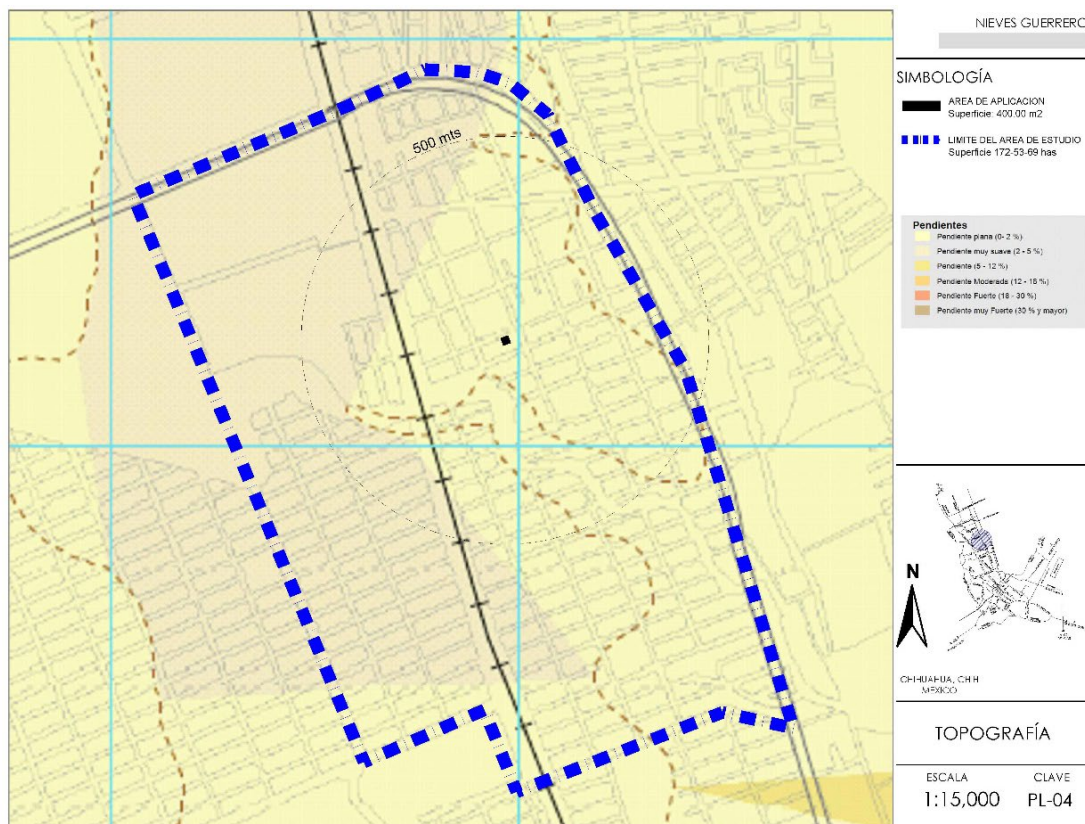 500 mts
NIEVES GUERRERO
SIMBOLOGÍA
AREA DE APLICACION
Superficie: 400.00 m2
LIMITE DEL AREA DE ESTUDIO
Superficie 172-53-69 has
Pendientes
Pendiente plana (0- 2 %)
Pendiente muy suave (2 - 5 %)
Pendiente (5 - 12 %)
Pendiente Moderada (12 - 18 %)
Pendiente Fuerte (18 - 30 %)
Pendiente muy Fuerte (30 % y mayor)
N
CHIHUAHUA, CHIH
MEXICO
TOPOGRAFÍA
ESCALA
CLAVE
1:15,000
PL-04